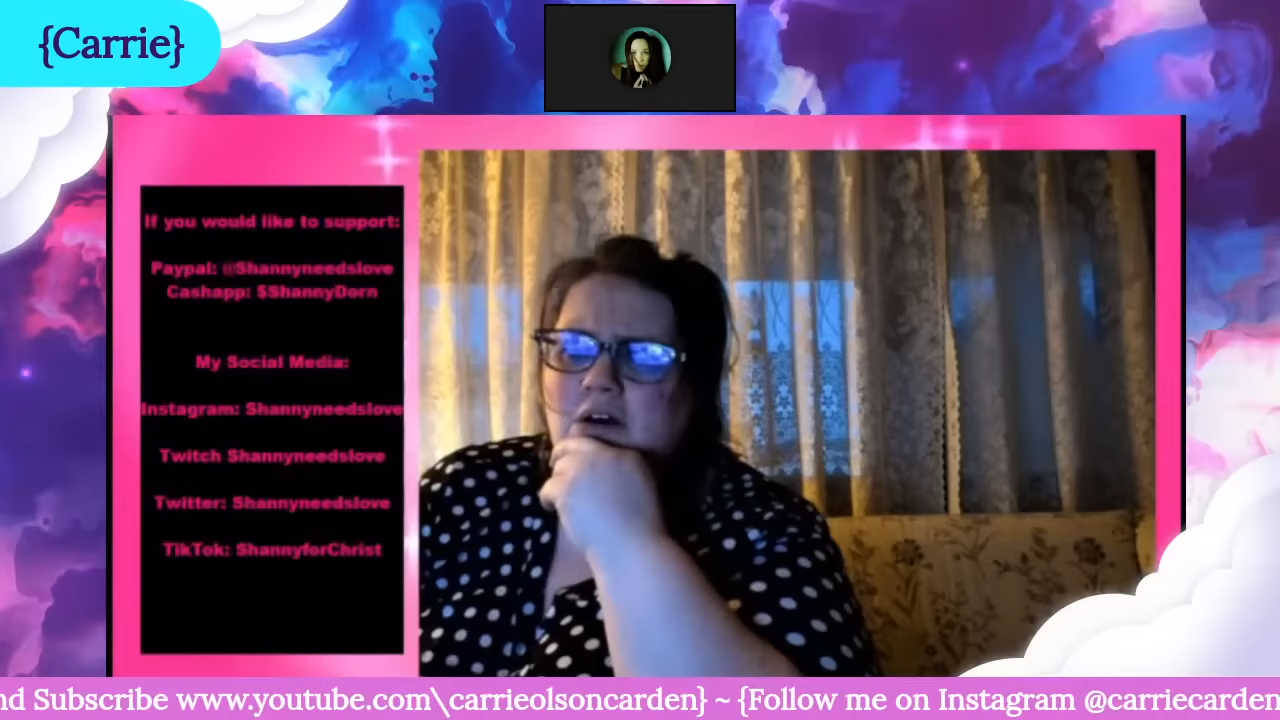 {Carrie}
If you would like to support:
Paypal: @Shannyneedslove
Cashapp: $ShannyDorn
My Social Media:
Instagram: Shannyneedslove
Twitch Shannyneedslove
Twitter: Shannyneedslove
TikTok: ShannyforChrist
nd Subscribe www.youtube.com\carrieolsoncarden} ~ {Follow me on Instagram @carriecarden